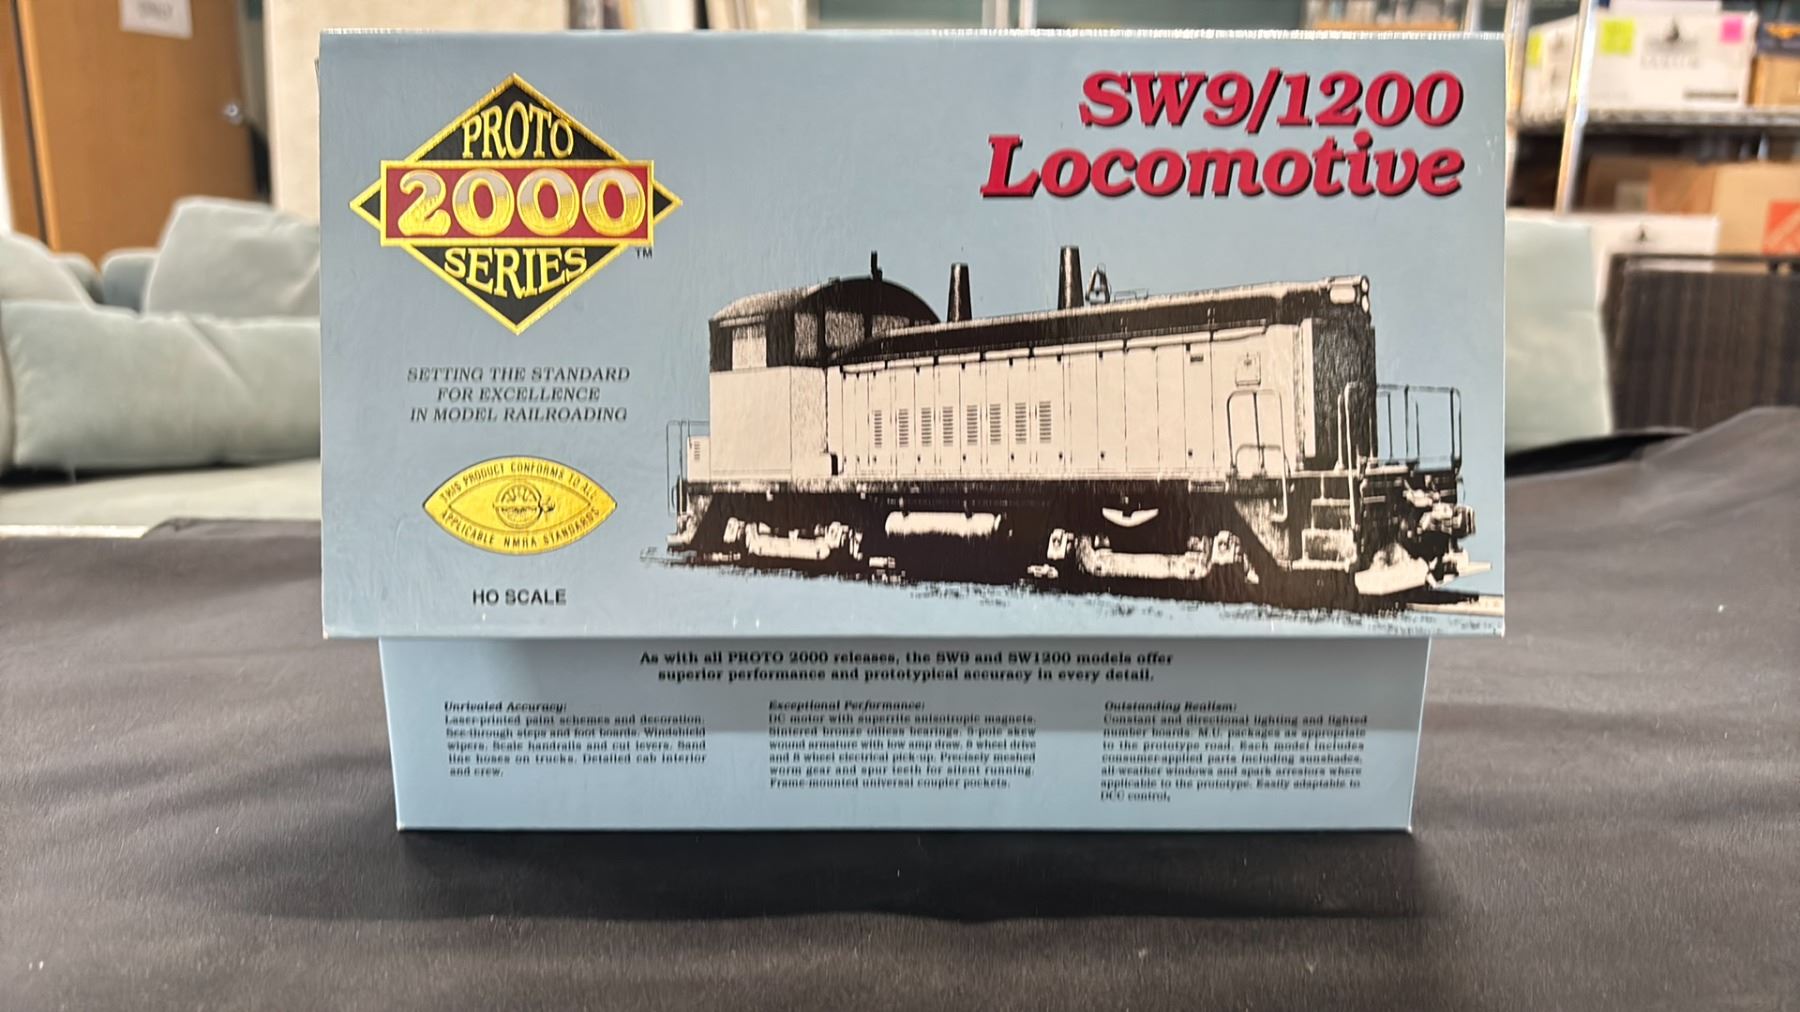 PROTO
2000
SERIES
TM
SW9/1200
Locomotive
SETTING THE STANDARD
FOR EXCELLENCE
IN MODEL RAILROADING
THIS PRODUCT CONFORMS TO ALL
APPLICABLE NMRA STANDARDS
HO SCALE
As with all PROTO 2000 releases, the SW9 and SW1200 models offer
superior performance and prototypical accuracy in every detail.
Unrivaled Accuracy:
Laser-printed paint schemes and decoration.
See-through steps and foot boards. Windshield
wipers. Scale handrails and cut levers. Sand
line hoses on trucks. Detailed cab interior
and crew.
Exceptional Performance:
DC motor with superrite anisotropic magnets.
Sintered bronze oilless bearings. 5-pole skew
wound armature with low amp draw, 8 wheel drive
and 8 wheel electrical pick-up. Precisely meshed
worm gear and spur teeth for silent running.
Frame-mounted universal coupler pockets.
Outstanding Realism:
Constant and directional lighting and lighted
number boards. M.U. packages as appropriate
to the prototype road. Each model includes
consumer-applied parts including sunshades,
all-weather windows and spark arrestors where
applicable to the prototype. Easily adaptable to
DCC control.